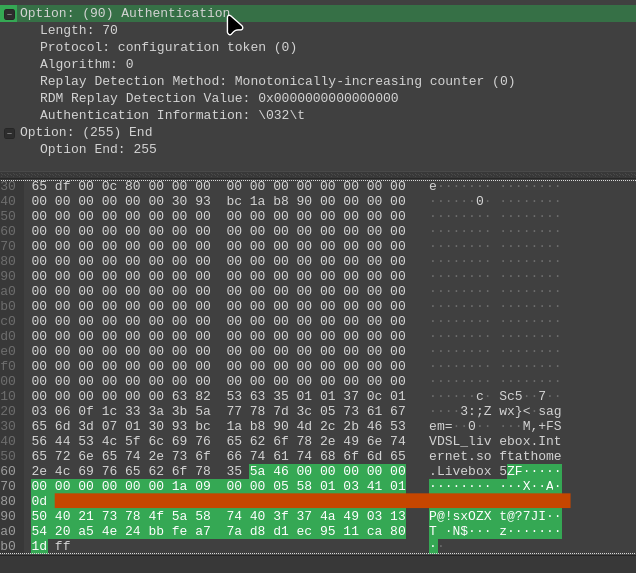 Option: (90) Authentication
Length: 70
Protocol: configuration token (0)
Algorithm: 0
Replay Detection Method: Monotonically-increasing counter (0)
RDM Replay Detection Value: 0x0000000000000000
Authentication Information: \032\t
Option: (255) End
Option End: 255
30 65 df 00 0c 80 00 00 00 00 00 00 00 00 00 00 00 e······· ········
40 00 00 00 00 00 00 30 93 bc 1a b8 90 00 00 00 00 ······0· ········
50 00 00 00 00 00 00 00 00 00 00 00 00 00 00 00 00 ········ ········
60 00 00 00 00 00 00 00 00 00 00 00 00 00 00 00 00 ········ ········
70 00 00 00 00 00 00 00 00 00 00 00 00 00 00 00 00 ········ ········
80 00 00 00 00 00 00 00 00 00 00 00 00 00 00 00 00 ········ ········
90 00 00 00 00 00 00 00 00 00 00 00 00 00 00 00 00 ········ ········
a0 00 00 00 00 00 00 00 00 00 00 00 00 00 00 00 00 ········ ········
b0 00 00 00 00 00 00 00 00 00 00 00 00 00 00 00 00 ········ ········
c0 00 00 00 00 00 00 00 00 00 00 00 00 00 00 00 00 ········ ········
d0 00 00 00 00 00 00 00 00 00 00 00 00 00 00 00 00 ········ ········
e0 00 00 00 00 00 00 00 00 00 00 00 00 00 00 00 00 ········ ········
f0 00 00 00 00 00 00 00 00 00 00 00 00 00 00 00 00 ········ ········
00 00 00 00 00 00 00 00 00 00 00 00 00 00 00 00 00 ········ ········
10 00 00 00 00 00 00 63 82 53 63 35 01 01 37 0c 01 ······c· Sc5··7··
20 03 06 0f 1c 33 3a 3b 5a 77 78 7d 3c 05 73 61 67 ····3:;Z wx}<·sag
30 65 6d 3d 07 01 30 93 bc 1a b8 90 4d 2c 2b 46 53 em=··0·· ···M,+FS
40 56 44 53 4c 5f 6c 69 76 65 62 6f 78 2e 49 6e 74 VDSL_liv ebox.Int
50 65 72 6e 65 74 2e 73 6f 66 74 61 74 68 6f 6d 65 ernet.so ftathome
60 2e 4c 69 76 65 62 6f 78 35 5a 46 00 00 00 00 00 .Livebox 5ZF·····
70 00 00 00 00 00 00 1a 09 00 00 05 58 01 03 41 01 ········ ···X··A·
80 0d
90 50 40 21 73 78 4f 5a 58 74 40 3f 37 4a 49 03 13 P@!sxOZX t@?7JI··
a0 54 20 a5 4e 24 bb fe a7 7a d8 d1 ec 95 11 ca 80 T ·N$··· z·······
b0 1d ff ··